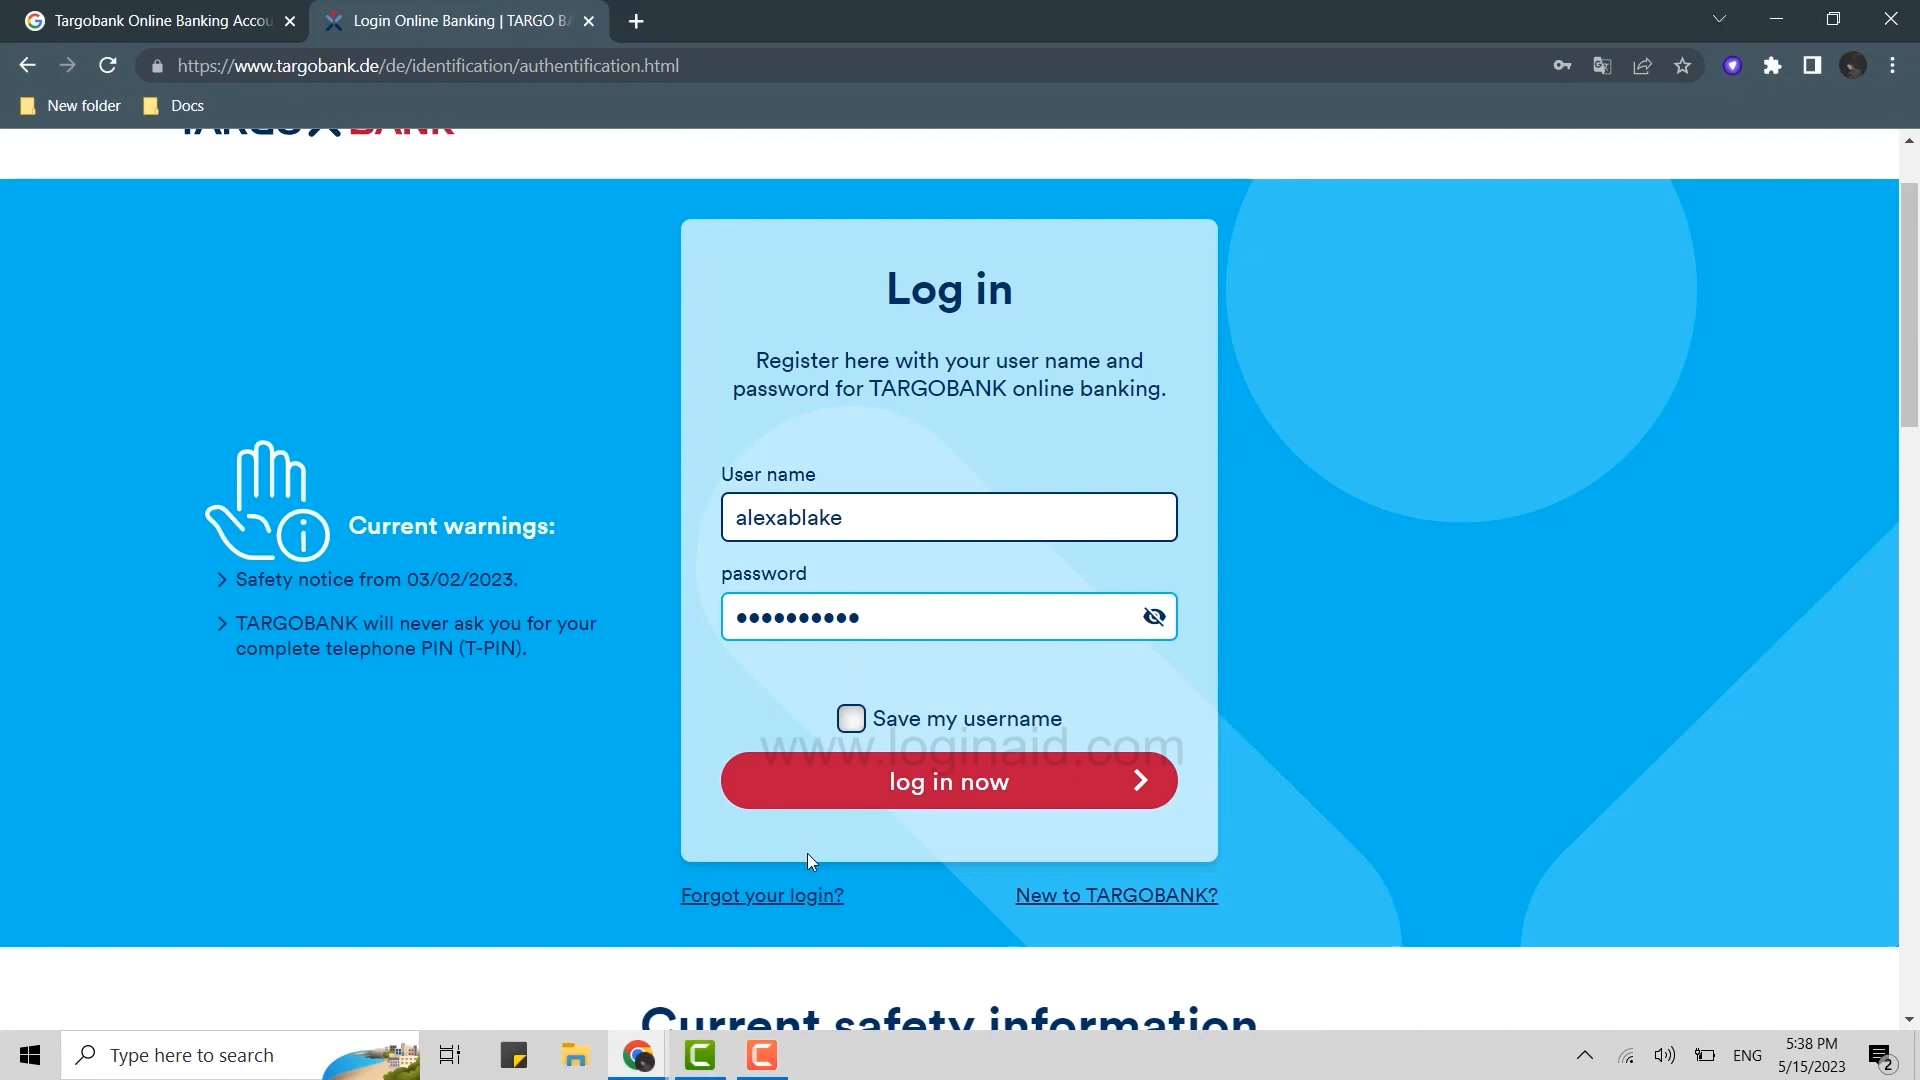 Targobank Online Banking Accou
Login Online Banking | TARGO BA
https://www.targobank.de/de/identification/authentification.html
New folder
Docs
TARGO BANK
Log in
Register here with your user name and
password for TARGOBANK online banking.
User name
alexablake
password
Current warnings:
Safety notice from 03/02/2023.
TARGOBANK will never ask you for your
complete telephone PIN (T-PIN).
Save my username
www.loginaid.com
log in now
Forgot your login?
New to TARGOBANK?
Current safety information
Type here to search
ENG
5:38 PM
5/15/2023
2